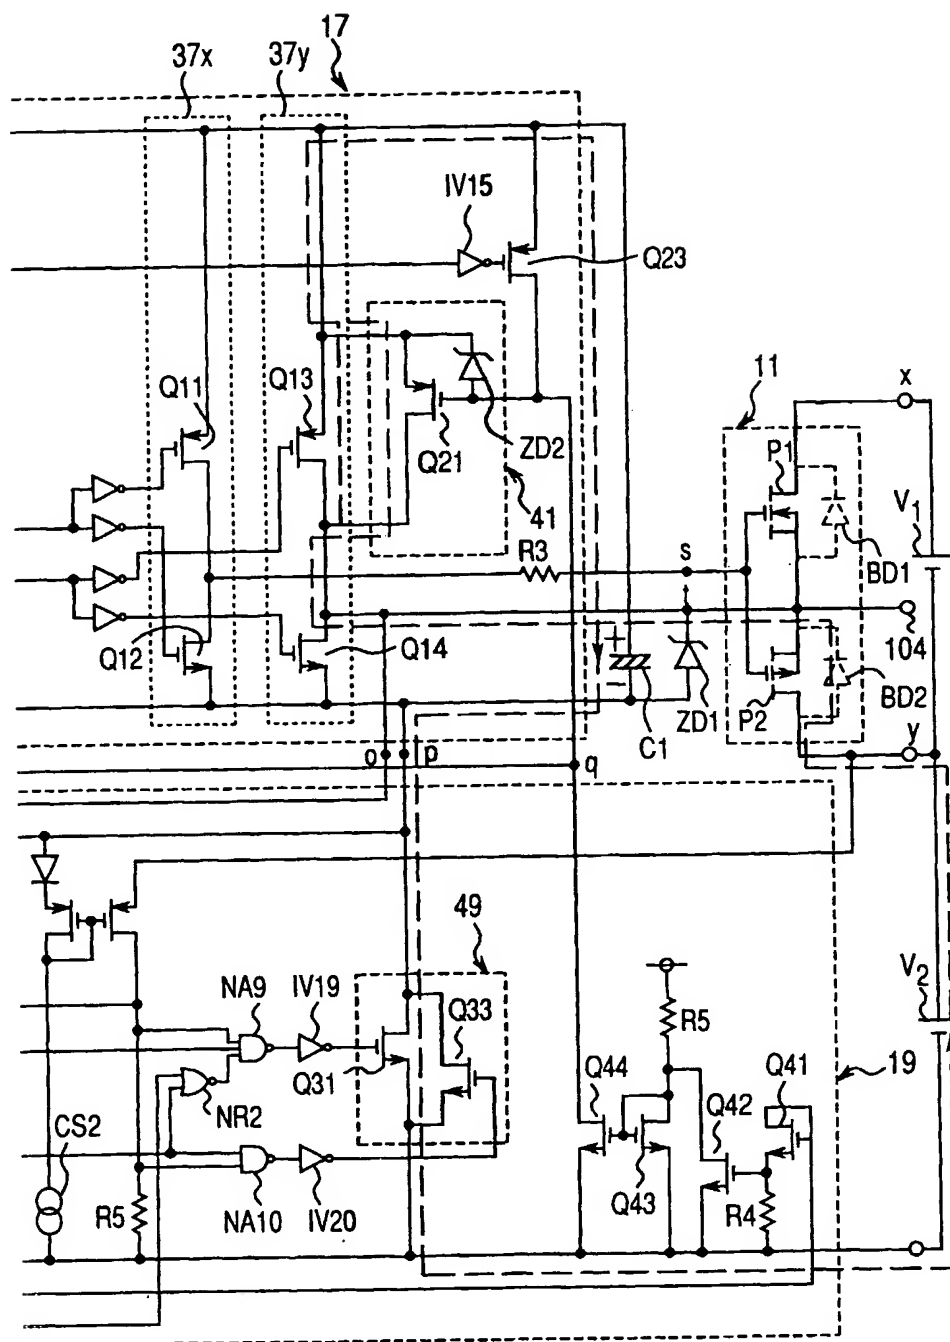 17
37x 37y
IV15
Q23
11 x
Q11 Q13 P1
Q21 ZD2
41
V1
R3 s BD1
+
104
Q12 Q14
−
ZD1 P2 BD2
C1 y
o p q
49
V2
NA9 IV19 Q33 R5
Q31 Q44 Q41 19
NR2 Q42
CS2
Q43
R5 NA10 IV20 R4